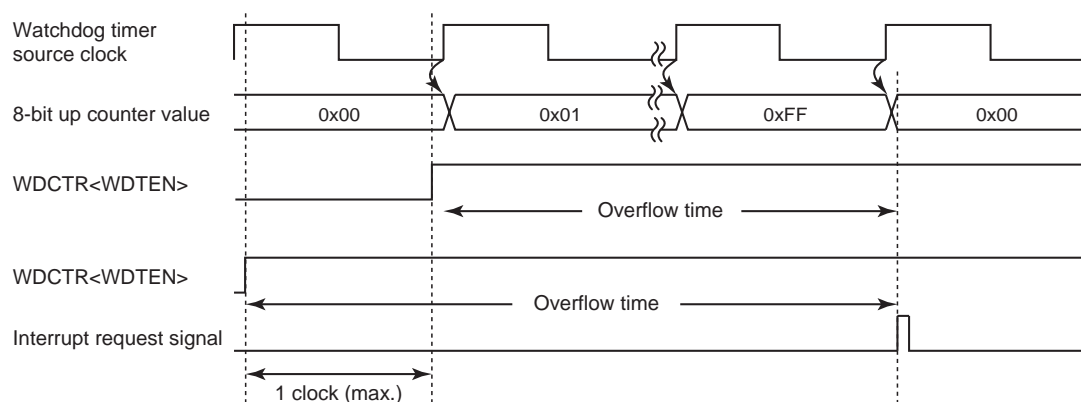 Watchdog timer
source clock
8-bit up counter value
0x00
0x01
0xFF
0x00
WDCTR<WDTEN>
Overflow time
WDCTR<WDTEN>
Overflow time
Interrupt request signal
1 clock (max.)